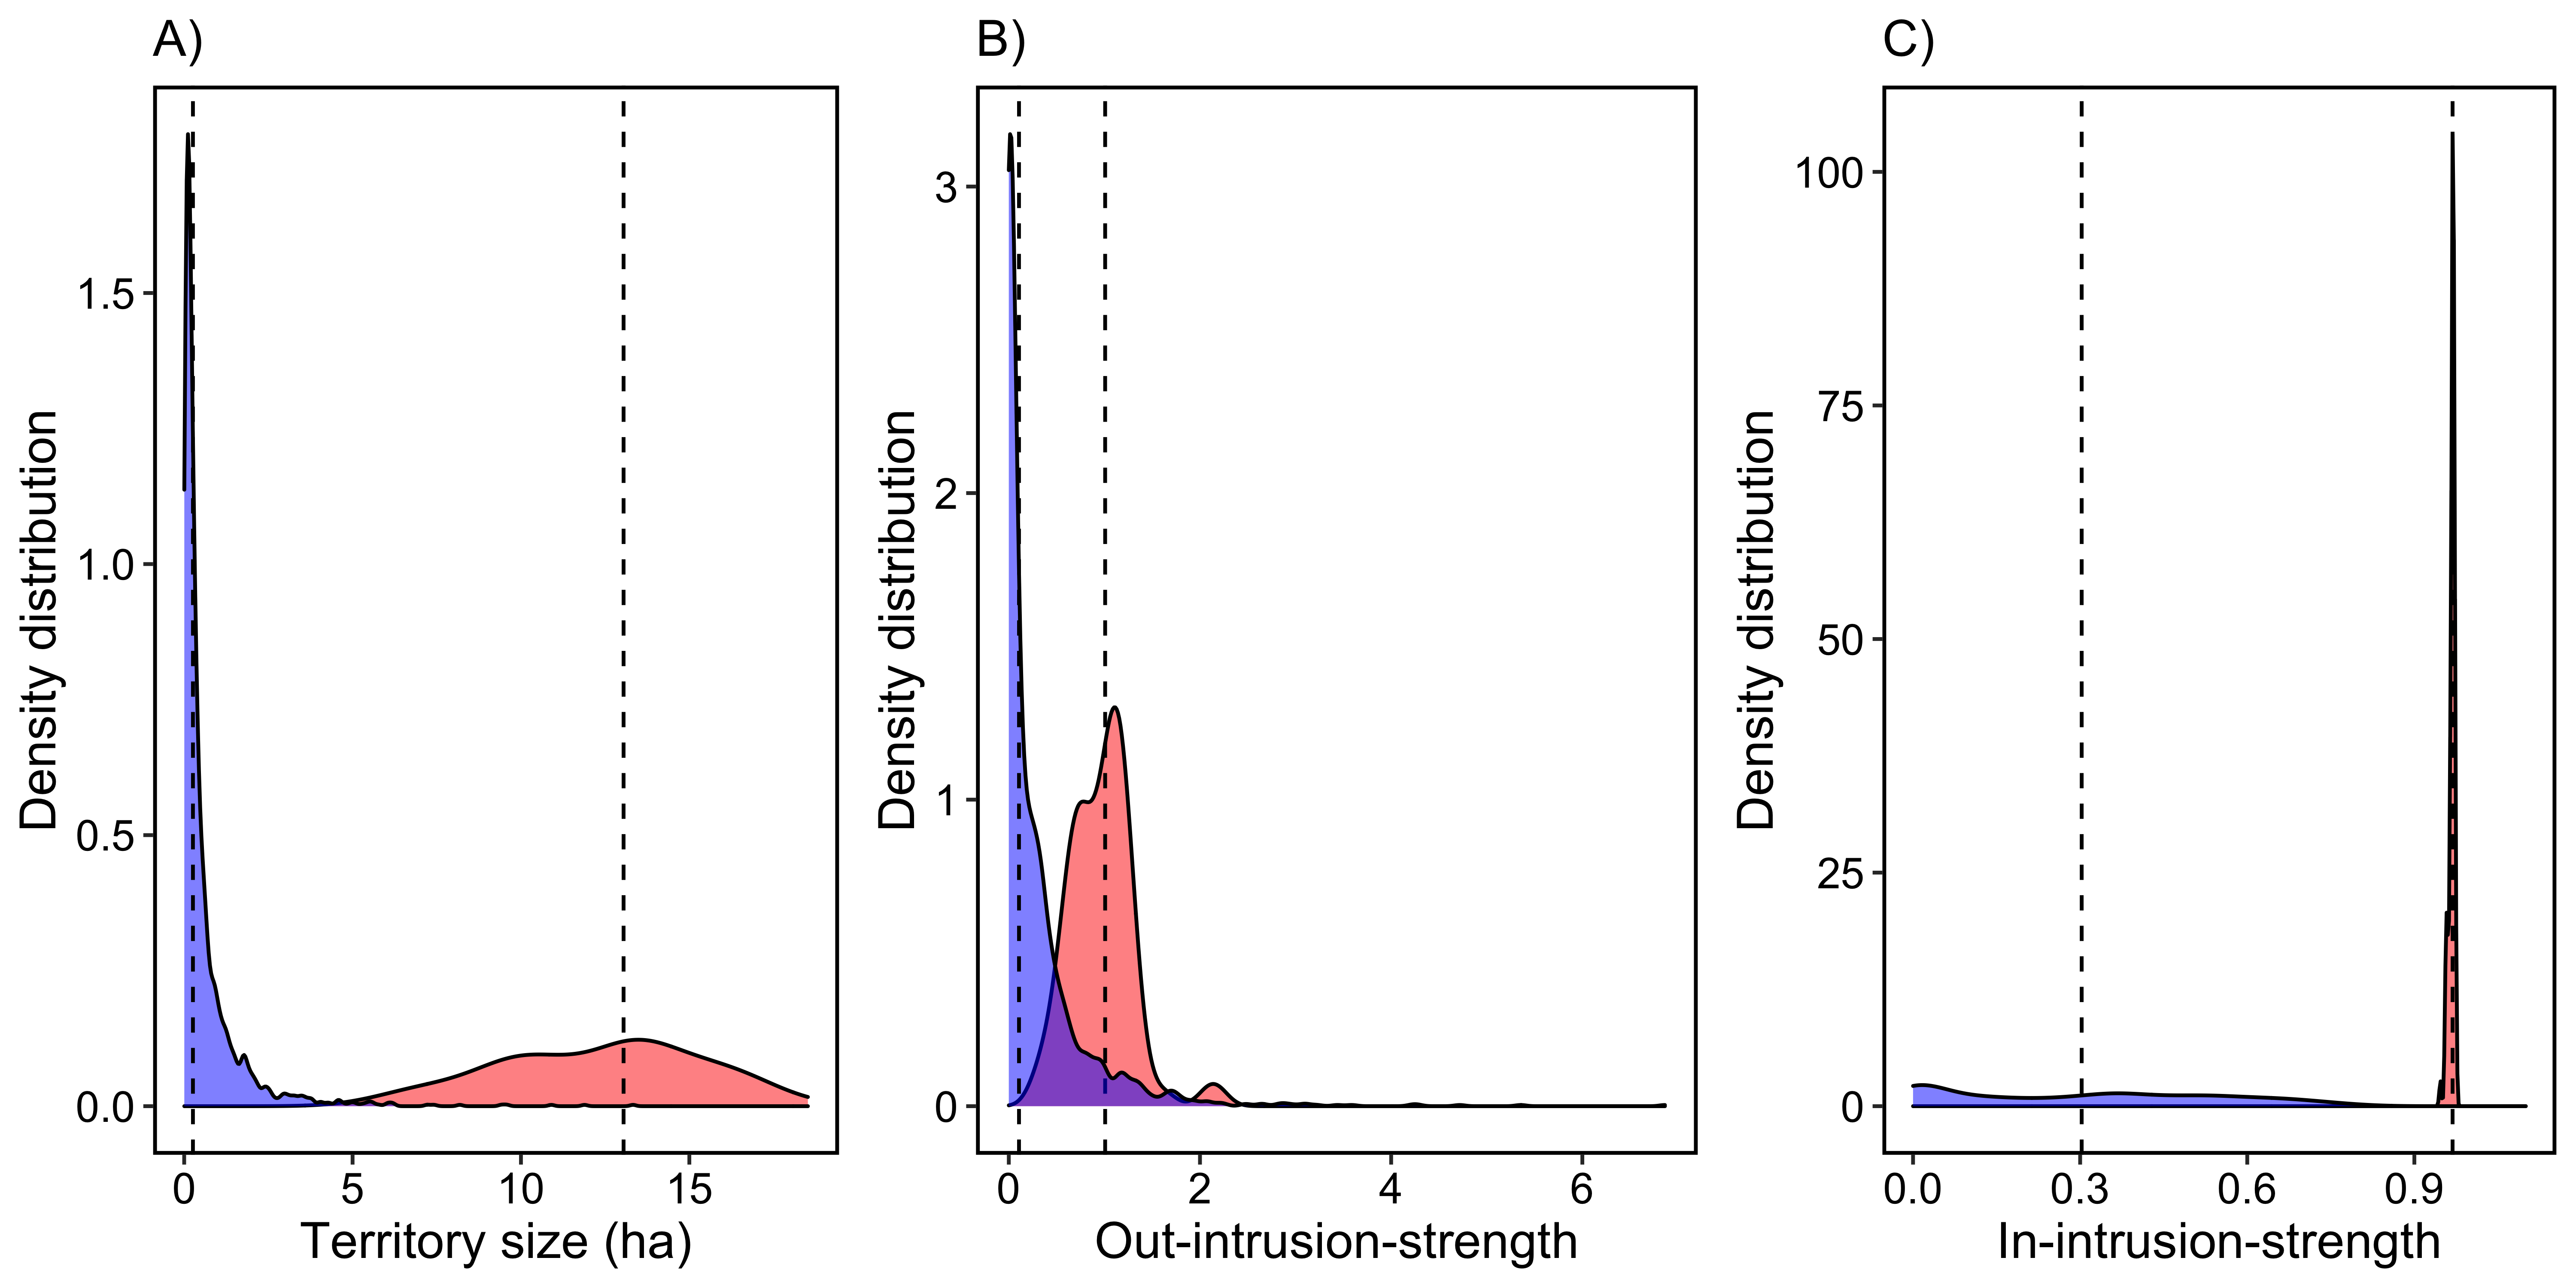 A)
Density distribution
1.5
1.0
0.5
0.0
0 5 10 15
Territory size (ha)
B)
Density distribution
3
2
1
0
0 2 4 6
Out-intrusion-strength
C)
Density distribution
100
75
50
25
0
0.0 0.3 0.6 0.9
In-intrusion-strength